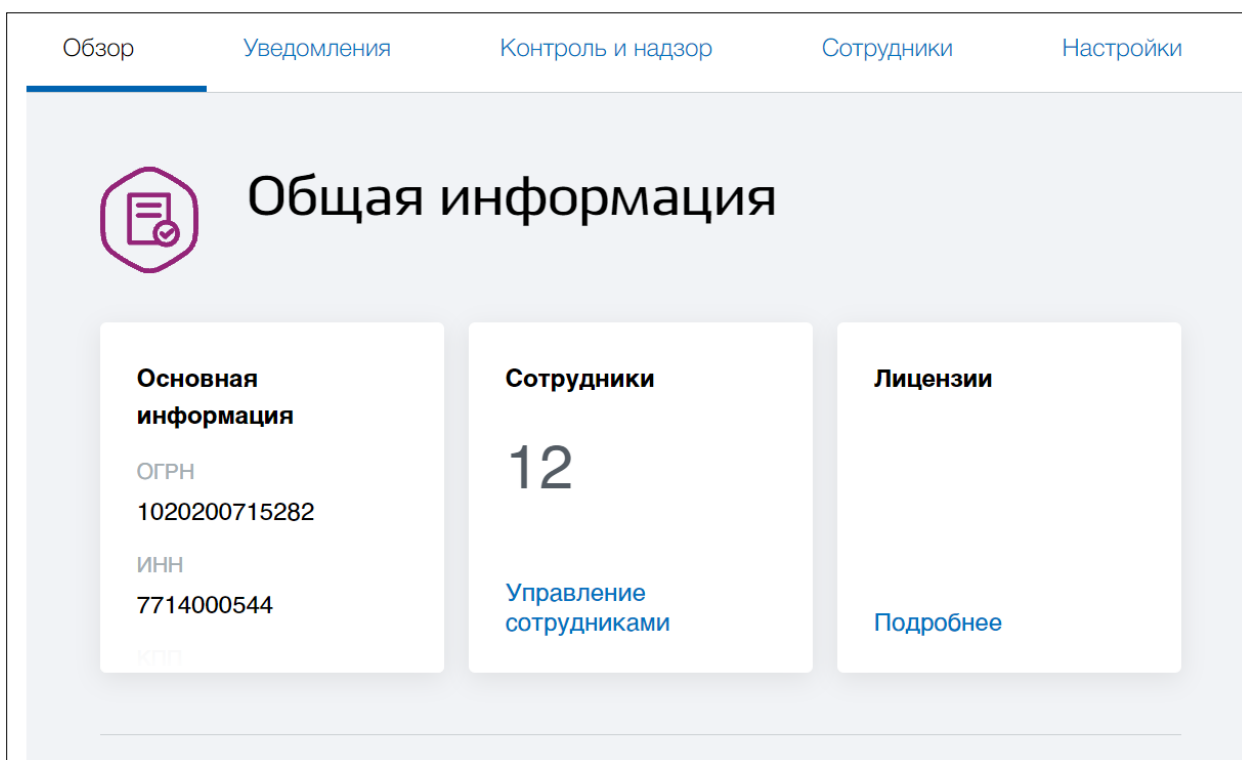 Обзор Уведомления Контроль и надзор Сотрудники Настройки
Общая информация
Основная
информация
ОГРН
1020200715282
ИНН
7714000544
КПП
Сотрудники
12
Управление
сотрудниками
Лицензии
Подробнее